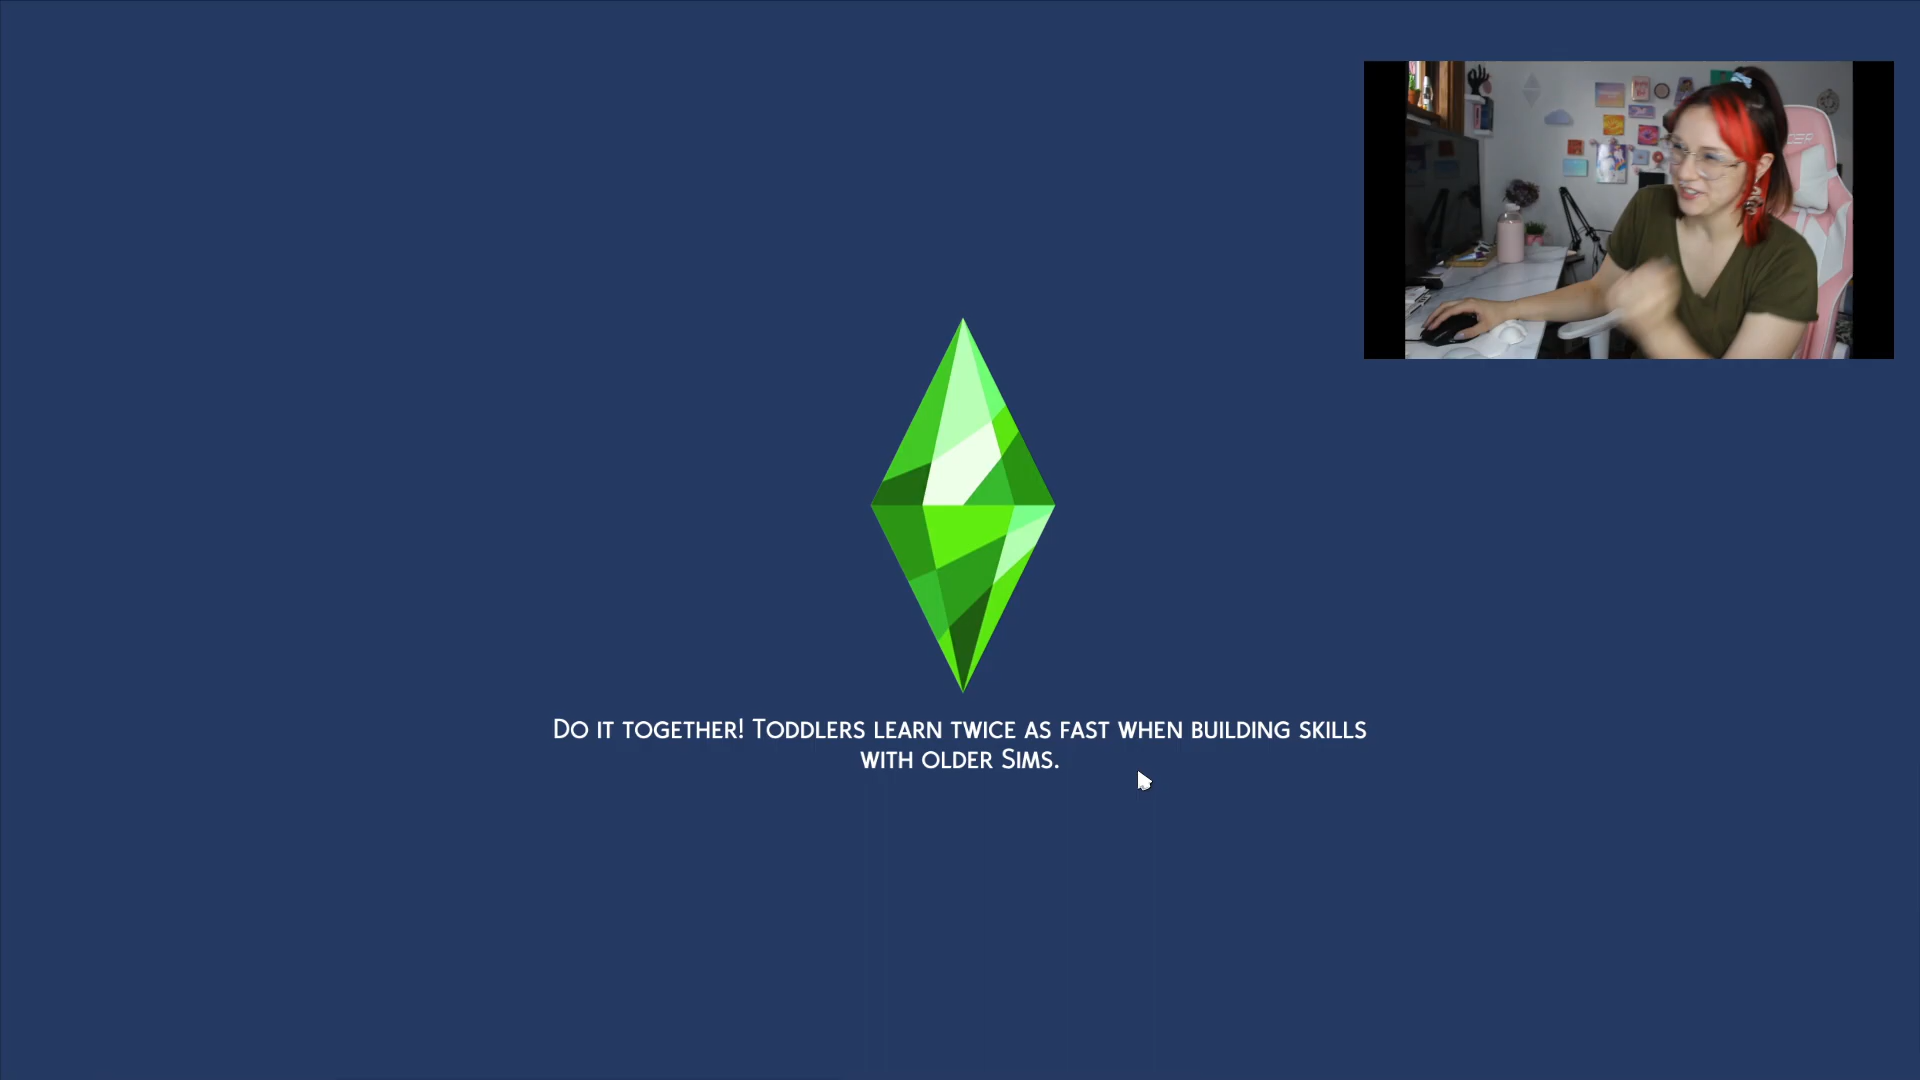 Do it together! Toddlers learn twice as fast when building skills
with older Sims.